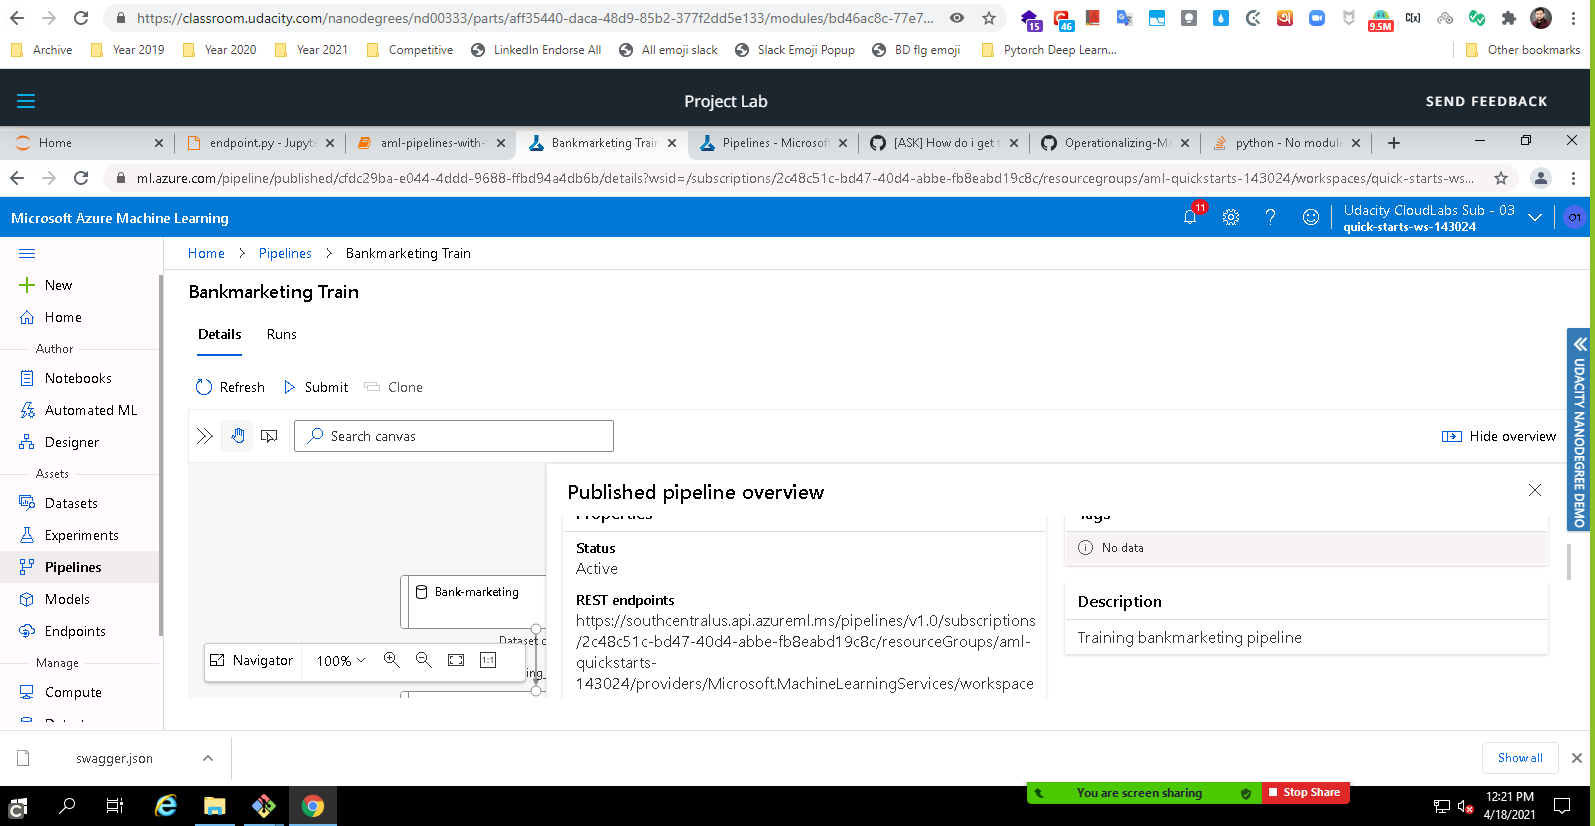 https://classroom.udacity.com/nanodegrees/nd00333/parts/aff35440-daca-48d9-85b2-377f2dd5e133/modules/bd46ac8c-77e7...
15
46
9.5M
C[x]
Archive
Year 2019
Year 2020
Year 2021
Competitive
LinkedIn Endorse All
All emoji slack
Slack Emoji Popup
BD flg emoji
Pytorch Deep Learn...
Other bookmarks
Project Lab
SEND FEEDBACK
Home
endpoint.py - Jupyte
aml-pipelines-with-
Bankmarketing Train
Pipelines - Microsoft
[ASK] How do i get t
Operationalizing-Ma
python - No module
ml.azure.com/pipeline/published/cfdc29ba-e044-4ddd-9688-ffbd94a4db6b/details?wsid=/subscriptions/2c48c51c-bd47-40d4-abbe-fb8eabd19c8c/resourcegroups/aml-quickstarts-143024/workspaces/quick-starts-ws...
Microsoft Azure Machine Learning
11
Udacity CloudLabs Sub - 03
quick-starts-ws-143024
O1
Home > Pipelines > Bankmarketing Train
New
Home
Author
Notebooks
Automated ML
Designer
Assets
Datasets
Experiments
Pipelines
Models
Endpoints
Manage
Compute
Bankmarketing Train
Details
Runs
Refresh
Submit
Clone
Search canvas
Hide overview
Bank-marketing
Dataset
ing_
Navigator
100%
1:1
Published pipeline overview
Properties
Status
Active
REST endpoints
https://southcentralus.api.azureml.ms/pipelines/v1.0/subscriptions
/2c48c51c-bd47-40d4-abbe-fb8eabd19c8c/resourceGroups/aml-
quickstarts-
143024/providers/Microsoft.MachineLearningServices/workspace
Tags
No data
Description
Training bankmarketing pipeline
UDACITY NANODEGREE DEMO
swagger.json
Show all
You are screen sharing
Stop Share
12:21 PM
4/18/2021